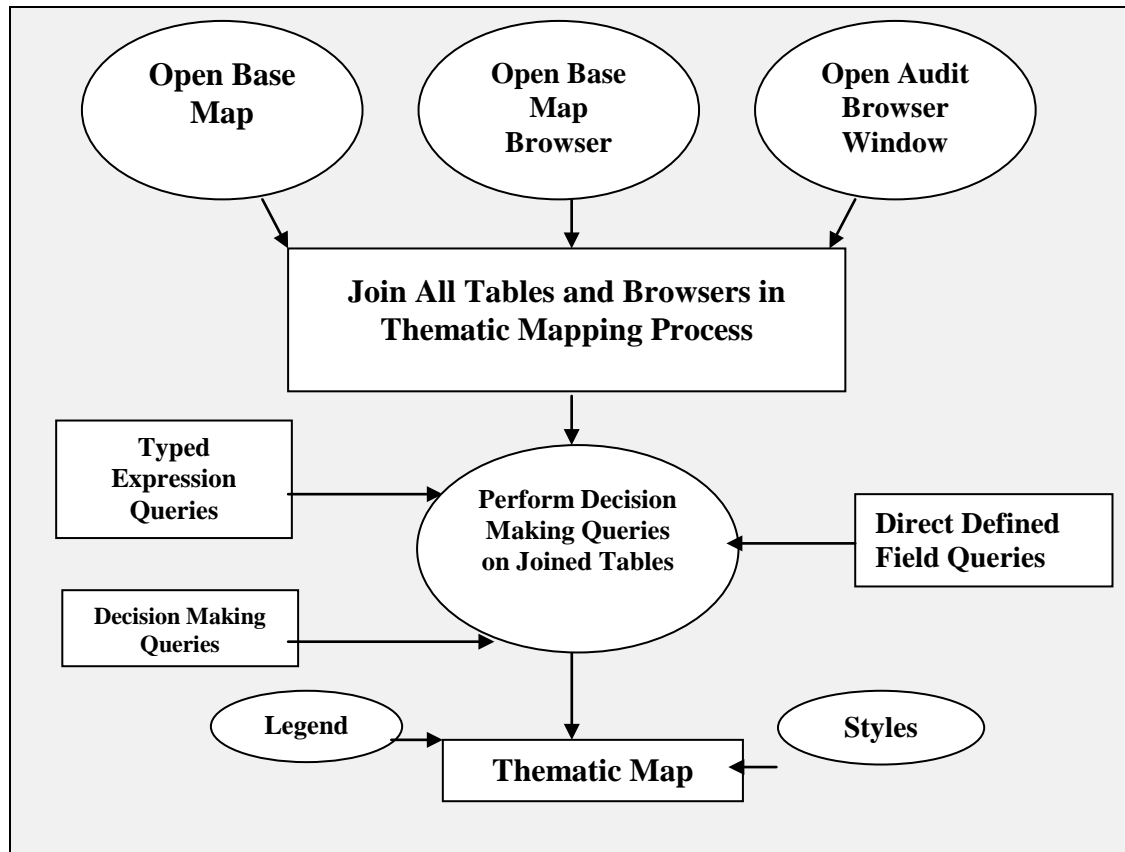 Open Base
Map
Open Base
Map
Browser
Open Audit
Browser
Window
Join All Tables and Browsers in
Thematic Mapping Process
Typed
Expression
Queries
Perform Decision
Making Queries
on Joined Tables
Direct Defined
Field Queries
Decision Making
Queries
Legend
Styles
Thematic Map